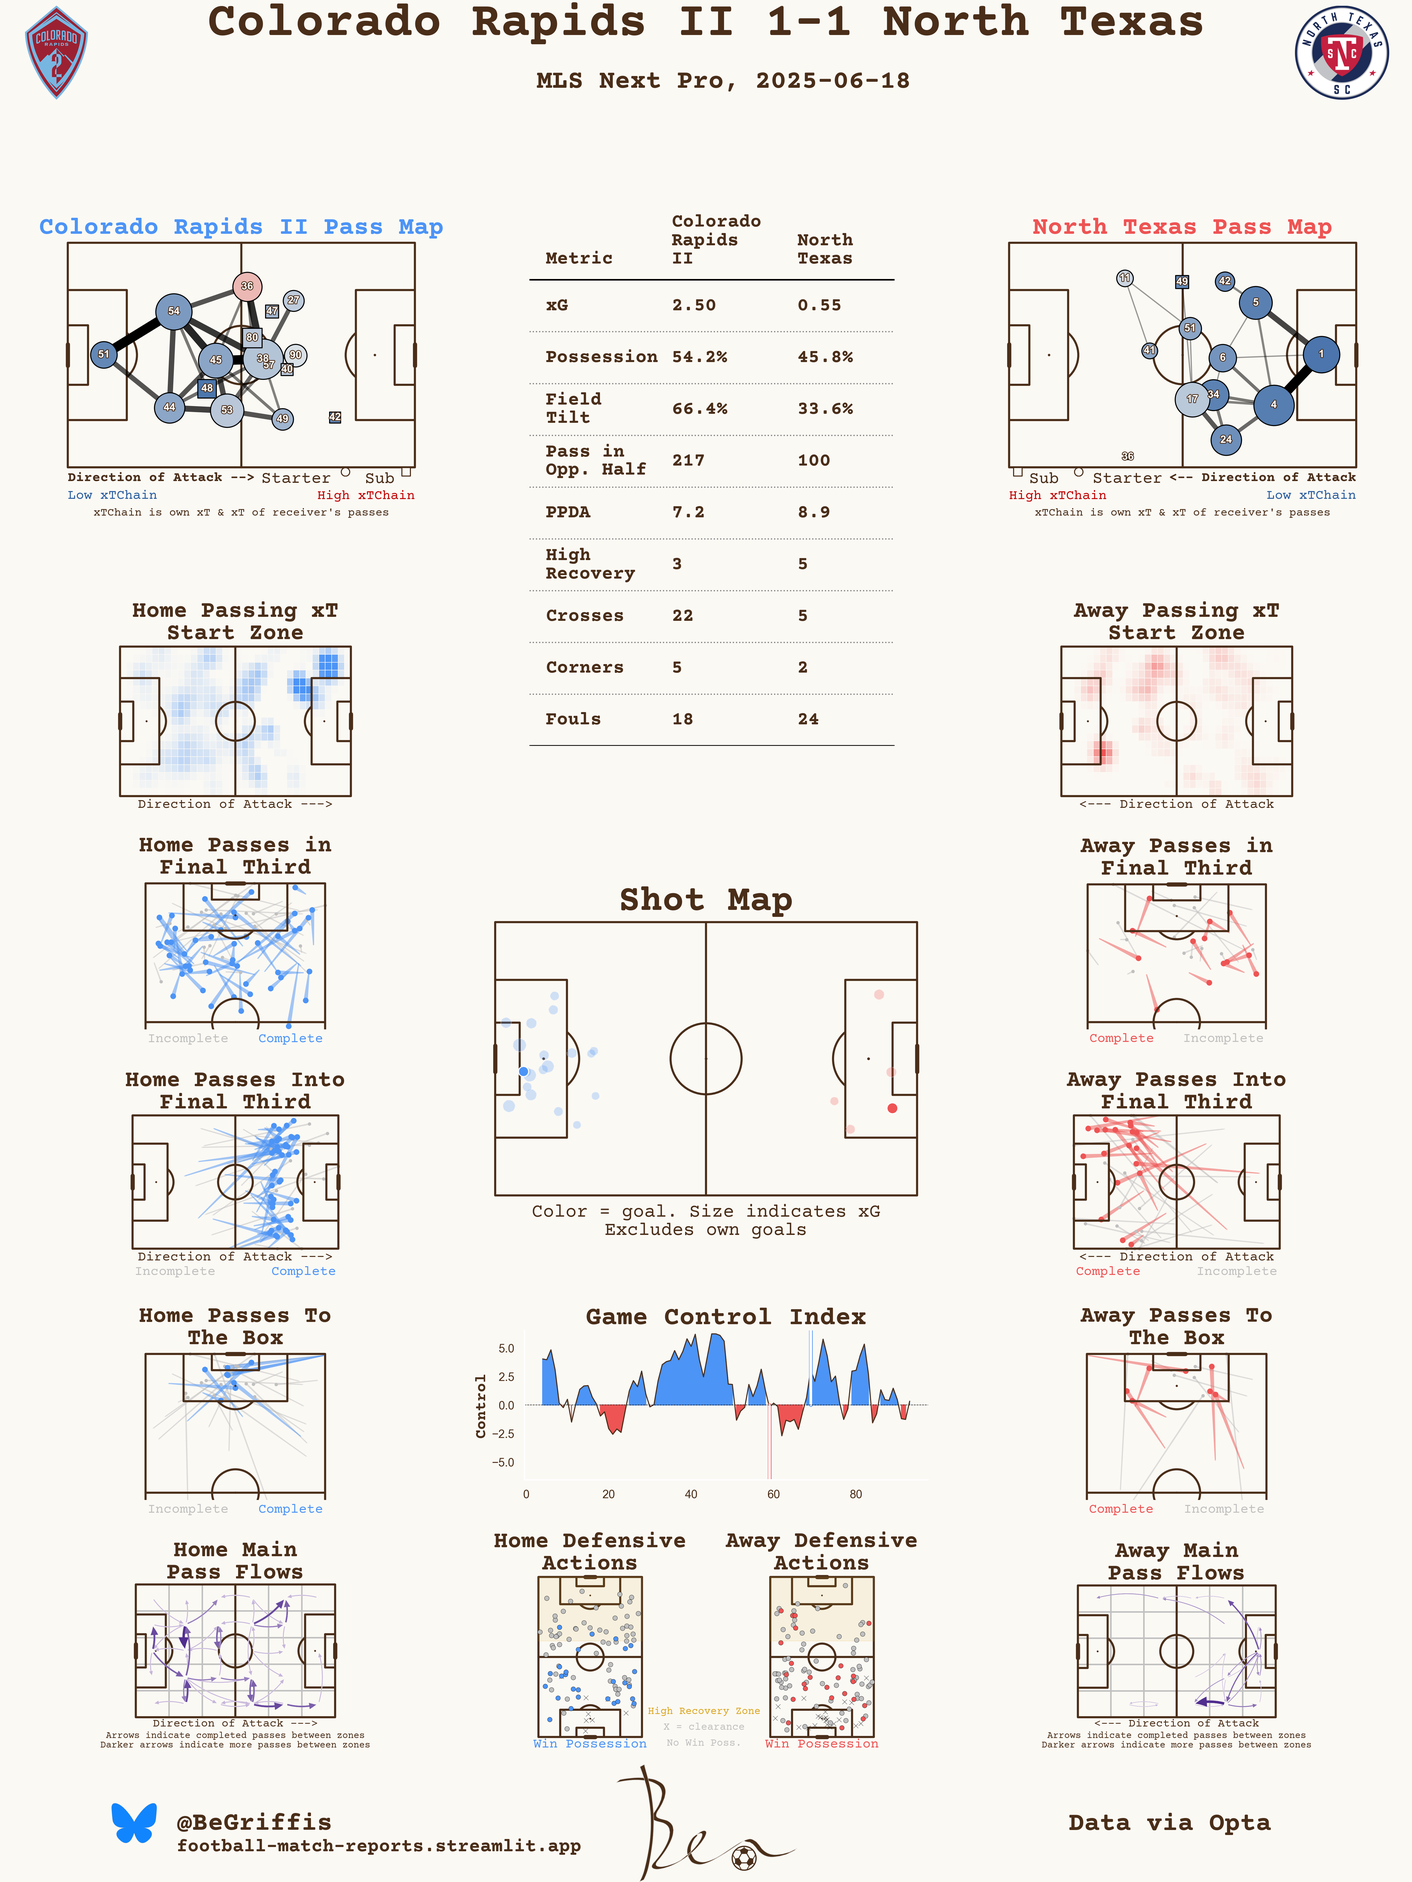 Colorado Rapids II 1-1 North Texas
MLS Next Pro, 2025-06-18
COLORADO
RAPIDS
2
NORTH TEXAS
N
S C
SC
Colorado Rapids II Pass Map
36
27
54
47
80
51
45
38
57
90
40
48
44
53
49
42
Direction of Attack --> Starter Sub
Low xTChain High xTChain
xTChain is own xT & xT of receiver's passes
Metric Colorado Rapids II North Texas
xG 2.50 0.55
Possession 54.2% 45.8%
Field Tilt 66.4% 33.6%
Pass in Opp. Half 217 100
PPDA 7.2 8.9
High Recovery 3 5
Crosses 22 5
Corners 5 2
Fouls 18 24
North Texas Pass Map
11
49
42
5
51
41
6
1
17
34
4
24
36
Sub Starter <-- Direction of Attack
High xTChain Low xTChain
xTChain is own xT & xT of receiver's passes
Home Passing xT
Start Zone
Direction of Attack --->
Away Passing xT
Start Zone
<--- Direction of Attack
Home Passes in
Final Third
Incomplete Complete
Away Passes in
Final Third
Complete Incomplete
Shot Map
Color = goal. Size indicates xG
Excludes own goals
Home Passes Into
Final Third
Direction of Attack --->
Incomplete Complete
Away Passes Into
Final Third
<--- Direction of Attack
Complete Incomplete
Home Passes To
The Box
Incomplete Complete
Game Control Index
Control
5.0
2.5
0.0
−2.5
−5.0
0 20 40 60 80
Away Passes To
The Box
Complete Incomplete
Home Main
Pass Flows
Direction of Attack --->
Arrows indicate completed passes between zones
Darker arrows indicate more passes between zones
Home Defensive
Actions
Win Possession
High Recovery Zone
X = clearance
No Win Poss.
Away Defensive
Actions
Win Possession
Away Main
Pass Flows
<--- Direction of Attack
Arrows indicate completed passes between zones
Darker arrows indicate more passes between zones
@BeGriffis
football-match-reports.streamlit.app
Ben
Data via Opta